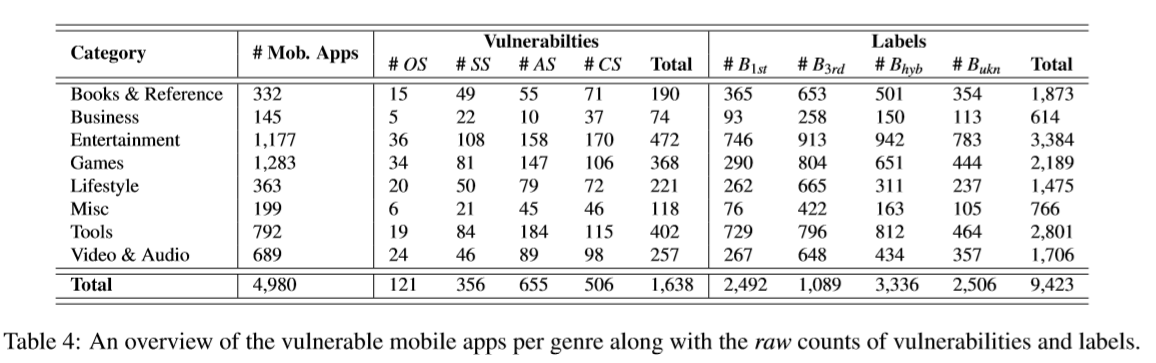 Category # Mob. Apps Vulnerabilties Labels
# OS # SS # AS # CS Total # B1st # B3rd # Bhyb # Bukn Total
Books & Reference 332 15 49 55 71 190 365 653 501 354 1,873
Business 145 5 22 10 37 74 93 258 150 113 614
Entertainment 1,177 36 108 158 170 472 746 913 942 783 3,384
Games 1,283 34 81 147 106 368 290 804 651 444 2,189
Lifestyle 363 20 50 79 72 221 262 665 311 237 1,475
Misc 199 6 21 45 46 118 76 422 163 105 766
Tools 792 19 84 184 115 402 729 796 812 464 2,801
Video & Audio 689 24 46 89 98 257 267 648 434 357 1,706
Total 4,980 121 356 655 506 1,638 2,492 1,089 3,336 2,506 9,423
Table 4: An overview of the vulnerable mobile apps per genre along with the raw counts of vulnerabilities and labels.